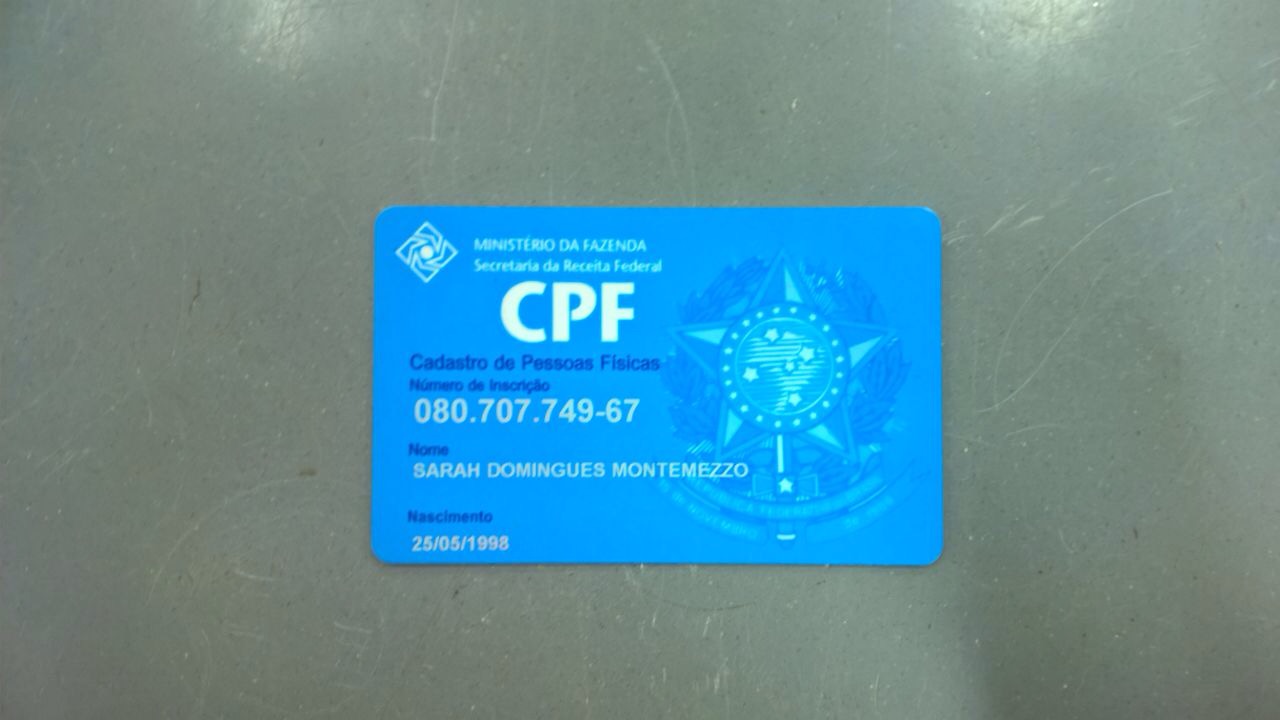 MINISTÉRIO DA FAZENDA
Secretaria da Receita Federal
CPF
Cadastro de Pessoas Físicas
Número de Inscrição
080.707.749-67
Nome
SARAH DOMINGUES MONTEMEZZO
Nascimento
25/05/1998